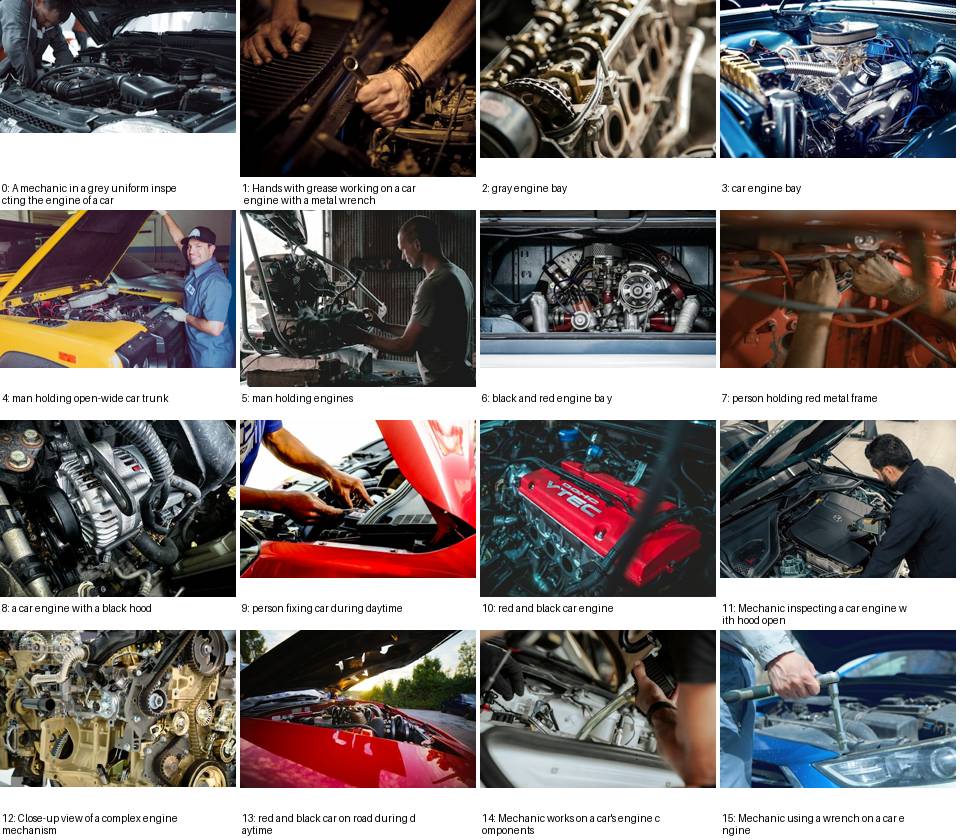 0: A mechanic in a grey uniform inspe
cting the engine of a car
1: Hands with grease working on a car
engine with a metal wrench
2: gray engine bay
3: car engine bay
4: man holding open-wide car trunk
5: man holding engines
6: black and red engine bay
7: person holding red metal frame
DOHC
VTEC
8: a car engine with a black hood
9: person fixing car during daytime
10: red and black car engine
11: Mechanic inspecting a car engine w
ith hood open
12: Close-up view of a complex engine
mechanism
13: red and black car on road during d
aytime
14: Mechanic works on a car's engine c
omponents
15: Mechanic using a wrench on a car e
ngine